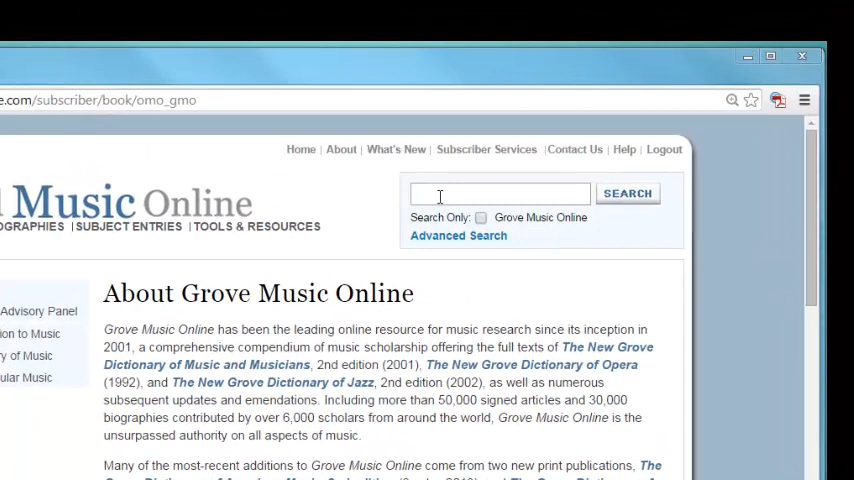 e.com/subscriber/book/omo_gmo
Home | About | What's New | Subscriber Services | Contact Us | Help | Logout
Music Online
OGRAPHIES | SUBJECT ENTRIES | TOOLS & RESOURCES
SEARCH
Search Only: Grove Music Online
Advanced Search
Advisory Panel
ion to Music
ry of Music
ular Music
About Grove Music Online
Grove Music Online has been the leading online resource for music research since its inception in
2001, a comprehensive compendium of music scholarship offering the full texts of The New Grove
Dictionary of Music and Musicians, 2nd edition (2001), The New Grove Dictionary of Opera
(1992), and The New Grove Dictionary of Jazz, 2nd edition (2002), as well as numerous
subsequent updates and emendations. Including more than 50,000 signed articles and 30,000
biographies contributed by over 6,000 scholars from around the world, Grove Music Online is the
unsurpassed authority on all aspects of music.
Many of the most-recent additions to Grove Music Online come from two new print publications, The